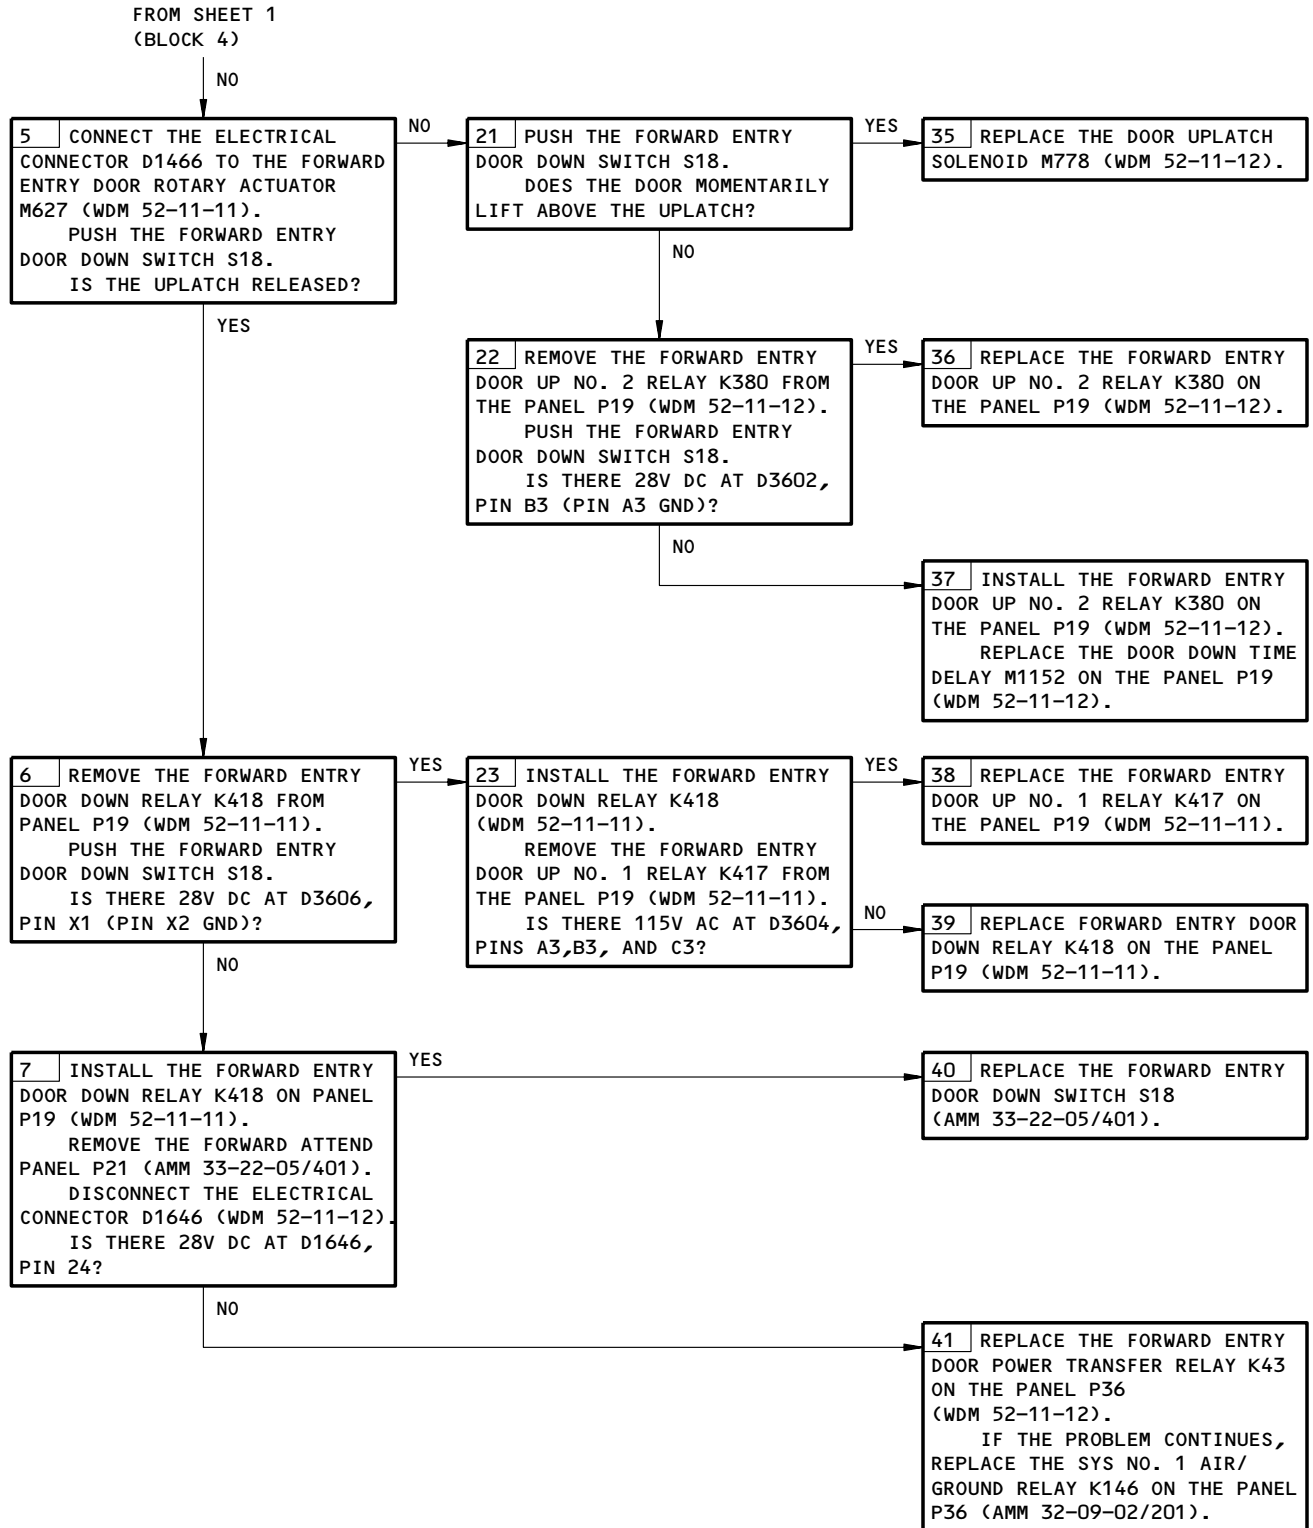 FROM SHEET 1
(BLOCK 4)
NO
5 CONNECT THE ELECTRICAL
CONNECTOR D1466 TO THE FORWARD
ENTRY DOOR ROTARY ACTUATOR
M627 (WDM 52-11-11).
PUSH THE FORWARD ENTRY
DOOR DOWN SWITCH S18.
IS THE UPLATCH RELEASED?
NO
21 PUSH THE FORWARD ENTRY
DOOR DOWN SWITCH S18.
DOES THE DOOR MOMENTARILY
LIFT ABOVE THE UPLATCH?
YES
35 REPLACE THE DOOR UPLATCH
SOLENOID M778 (WDM 52-11-12).
NO
YES
22 REMOVE THE FORWARD ENTRY
DOOR UP NO. 2 RELAY K380 FROM
THE PANEL P19 (WDM 52-11-12).
PUSH THE FORWARD ENTRY
DOOR DOWN SWITCH S18.
IS THERE 28V DC AT D3602,
PIN B3 (PIN A3 GND)?
YES
36 REPLACE THE FORWARD ENTRY
DOOR UP NO. 2 RELAY K380 ON
THE PANEL P19 (WDM 52-11-12).
NO
37 INSTALL THE FORWARD ENTRY
DOOR UP NO. 2 RELAY K380 ON
THE PANEL P19 (WDM 52-11-12).
REPLACE THE DOOR DOWN TIME
DELAY M1152 ON THE PANEL P19
(WDM 52-11-12).
6 REMOVE THE FORWARD ENTRY
DOOR DOWN RELAY K418 FROM
PANEL P19 (WDM 52-11-11).
PUSH THE FORWARD ENTRY
DOOR DOWN SWITCH S18.
IS THERE 28V DC AT D3606,
PIN X1 (PIN X2 GND)?
YES
23 INSTALL THE FORWARD ENTRY
DOOR DOWN RELAY K418
(WDM 52-11-11).
REMOVE THE FORWARD ENTRY
DOOR UP NO. 1 RELAY K417 FROM
THE PANEL P19 (WDM 52-11-11).
IS THERE 115V AC AT D3604,
PINS A3,B3, AND C3?
YES
38 REPLACE THE FORWARD ENTRY
DOOR UP NO. 1 RELAY K417 ON
THE PANEL P19 (WDM 52-11-11).
NO
39 REPLACE FORWARD ENTRY DOOR
DOWN RELAY K418 ON THE PANEL
P19 (WDM 52-11-11).
NO
7 INSTALL THE FORWARD ENTRY
DOOR DOWN RELAY K418 ON PANEL
P19 (WDM 52-11-11).
REMOVE THE FORWARD ATTEND
PANEL P21 (AMM 33-22-05/401).
DISCONNECT THE ELECTRICAL
CONNECTOR D1646 (WDM 52-11-12).
IS THERE 28V DC AT D1646,
PIN 24?
YES
40 REPLACE THE FORWARD ENTRY
DOOR DOWN SWITCH S18
(AMM 33-22-05/401).
NO
41 REPLACE THE FORWARD ENTRY
DOOR POWER TRANSFER RELAY K43
ON THE PANEL P36
(WDM 52-11-12).
IF THE PROBLEM CONTINUES,
REPLACE THE SYS NO. 1 AIR/
GROUND RELAY K146 ON THE PANEL
P36 (AMM 32-09-02/201).